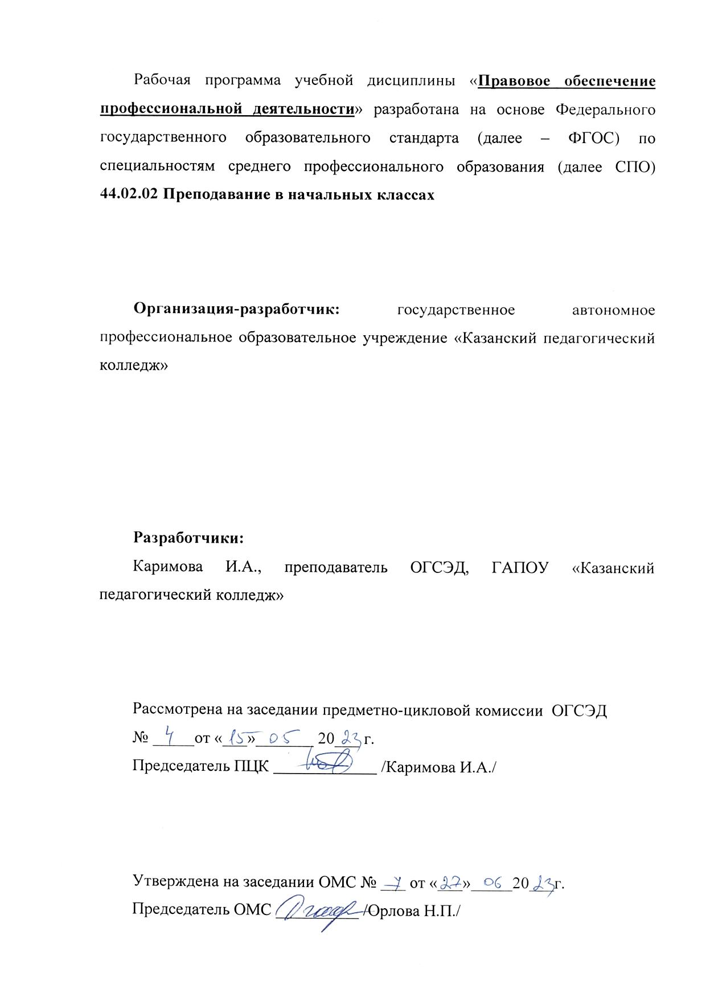 Рабочая программа учебной дисциплины «Правовое обеспечение
профессиональной деятельности» разработана на основе Федерального
государственного образовательного стандарта (далее – ФГОС) по
специальностям среднего профессионального образования (далее СПО)
44.02.02 Преподавание в начальных классах
Организация-разработчик: государственное автономное
профессиональное образовательное учреждение «Казанский педагогический
колледж»
Разработчики:
Каримова И.А., преподаватель ОГСЭД, ГАПОУ «Казанский
педагогический колледж»
Рассмотрена на заседании предметно-цикловой комиссии ОГСЭД
№ 4 от «15» 05 2023 г.
Председатель ПЦК /Каримова И.А./
Утверждена на заседании ОМС № 7 от «27» 06 2023г.
Председатель ОМС /Орлова Н.П./